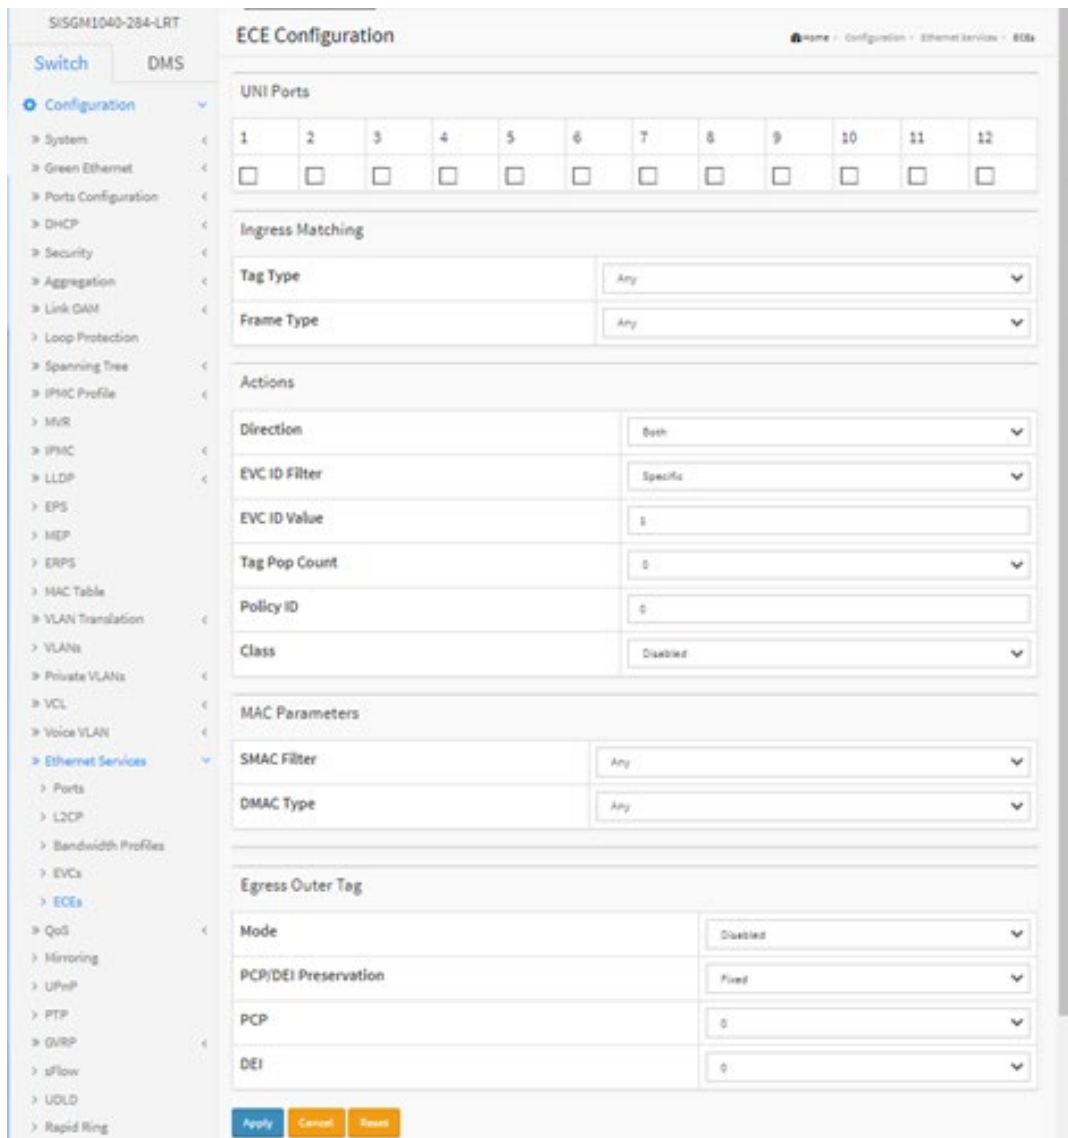 SISGM1040-284-LRT
Switch DMS
Configuration
System
Green Ethernet
Ports Configuration
DHCP
Security
Aggregation
Link OAM
Loop Protection
Spanning Tree
IPMC Profile
MVR
IPMC
LLDP
EPS
MEP
ERPS
MAC Table
VLAN Translation
VLANs
Private VLANs
VCL
Voice VLAN
Ethernet Services
Ports
L2CP
Bandwidth Profiles
EVCs
ECEs
QoS
Mirroring
UPnP
PTP
GVRP
sFlow
UDLD
Rapid Ring
ECE Configuration
Home Configuration Ethernet Services ECEs
UNI Ports
1 2 3 4 5 6 7 8 9 10 11 12
Ingress Matching
Tag Type Any
Frame Type Any
Actions
Direction Both
EVC ID Filter Specific
EVC ID Value 1
Tag Pop Count 0
Policy ID 0
Class Disabled
MAC Parameters
SMAC Filter Any
DMAC Type Any
Egress Outer Tag
Mode Disabled
PCP/DEI Preservation Fixed
PCP 0
DEI 0
Apply Cancel Reset